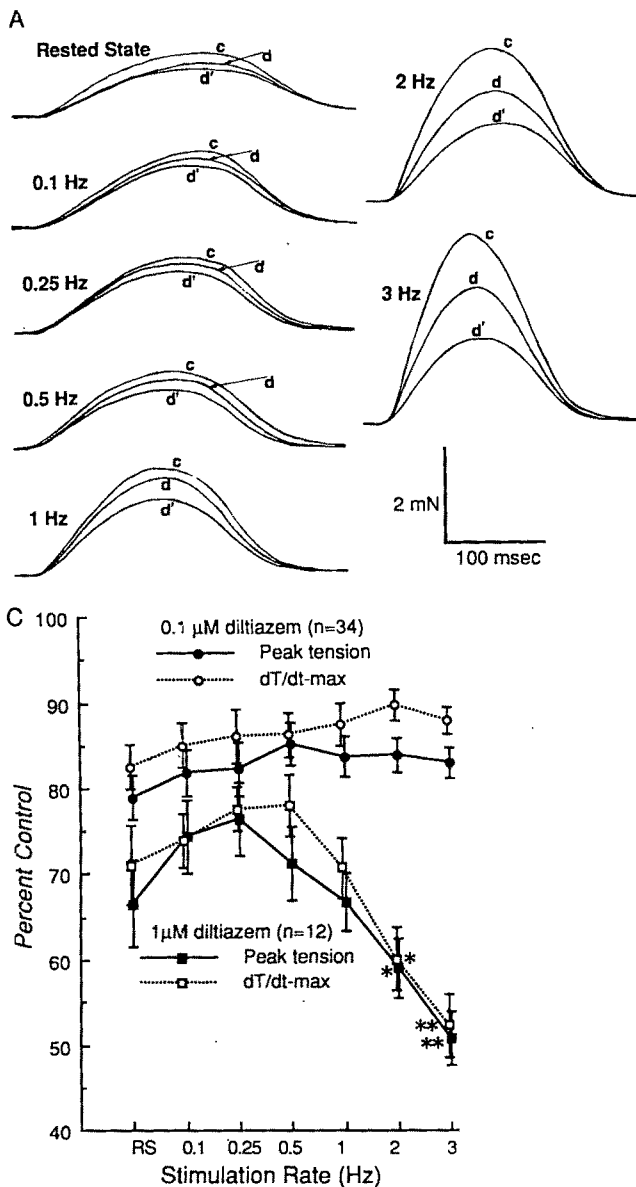 A
Rested State
c
d
d'
0.1 Hz
c
d
d'
0.25 Hz
c
d
d'
0.5 Hz
c
d
d'
1 Hz
c
d
d'
2 Hz
c
d
d'
3 Hz
c
d
d'
2 mN
100 msec
C
0.1 μM diltiazem (n=34)
Peak tension
dT/dt-max
1μM diltiazem (n=12)
Peak tension
dT/dt-max
* *
**
**
Percent Control
100
90
80
70
60
50
40
RS 0.1 0.25 0.5 1 2 3
Stimulation Rate (Hz)